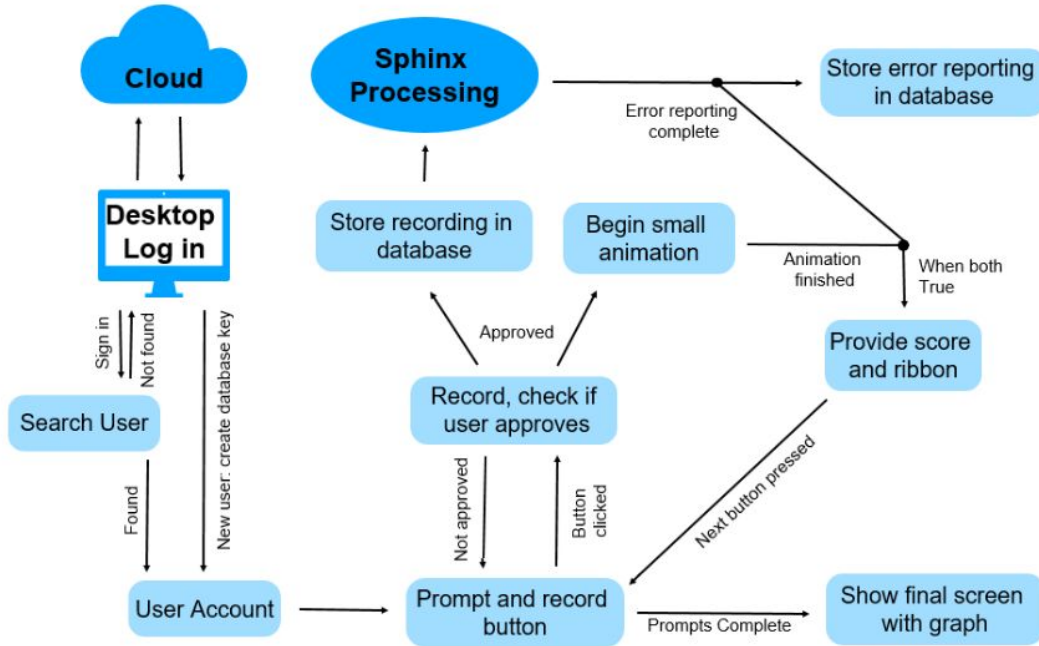 Cloud
Sphinx
Processing
Store error reporting
in database
Error reporting
complete
Desktop
Log in
Store recording in
database
Begin small
animation
Animation
finished
When both
True
Sign in
Not found
New user: create database key
Approved
Provide score
and ribbon
Search User
Record, check if
user approves
Found
Not approved
Button
clicked
Next button pressed
User Account
Prompt and record
button
Prompts Complete
Show final screen
with graph